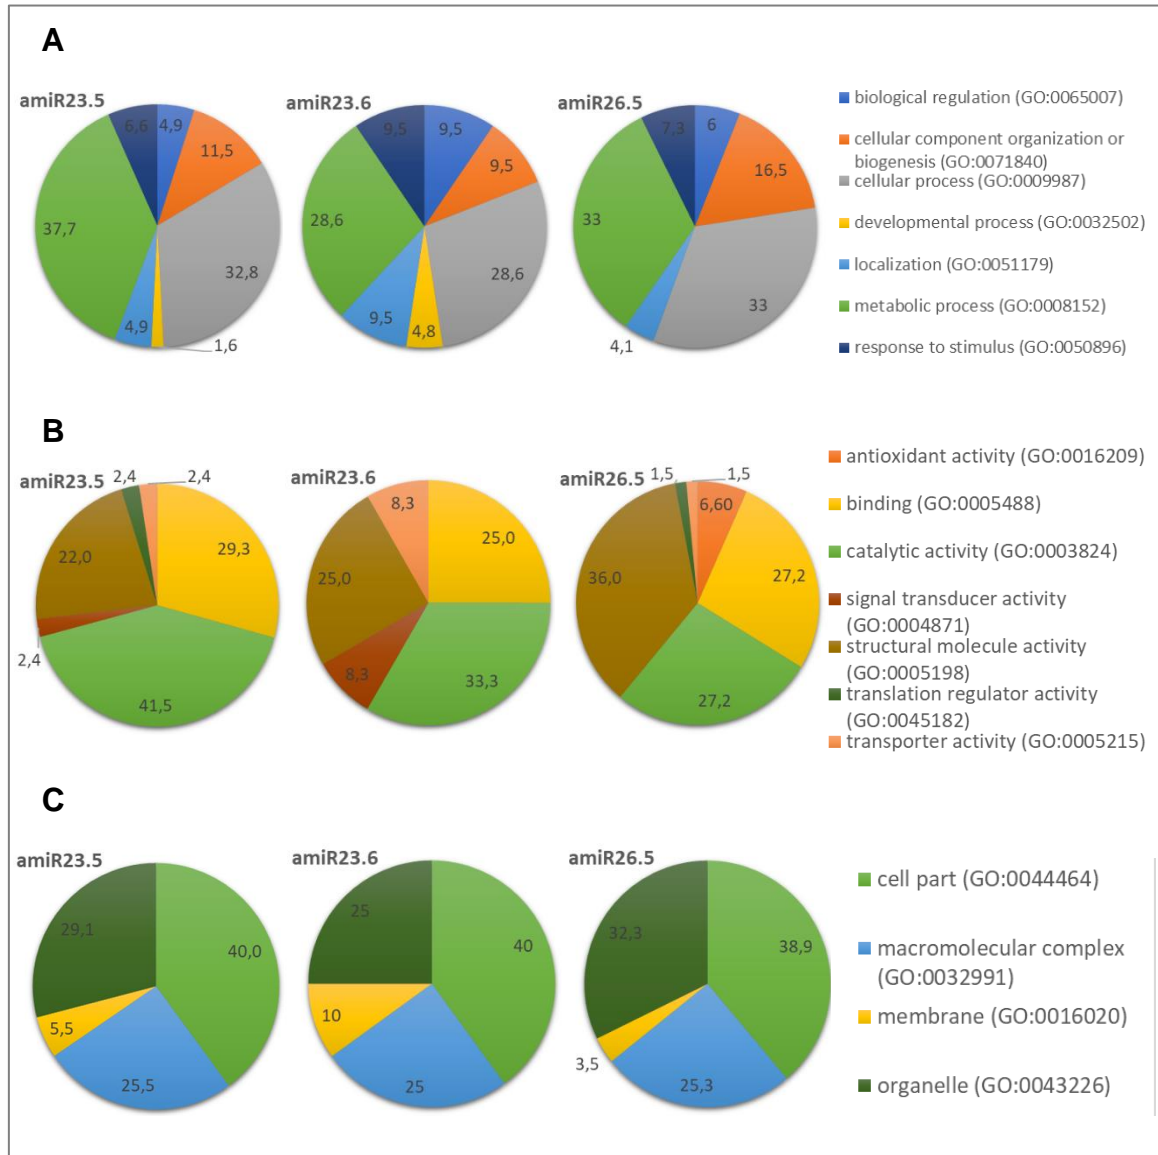 A
amiR23.5
6,6
4,9
11,5
37,7
32,8
4,9
1,6
amiR23.6
9,5
9,5
9,5
28,6
28,6
9,5
4,8
amiR26.5
7,3
6
16,5
33
33
4,1
biological regulation (GO:0065007)
cellular component organization or
biogenesis (GO:0071840)
cellular process (GO:0009987)
developmental process (GO:0032502)
localization (GO:0051179)
metabolic process (GO:0008152)
response to stimulus (GO:0050896)
B
amiR23.5
2,4
2,4
22,0
29,3
2,4
41,5
amiR23.6
8,3
25,0
25,0
8,3
33,3
amiR26.5
1,5
1,5
6,60
36,0
27,2
27,2
antioxidant activity (GO:0016209)
binding (GO:0005488)
catalytic activity (GO:0003824)
signal transducer activity
(GO:0004871)
structural molecule activity
(GO:0005198)
translation regulator activity
(GO:0045182)
transporter activity (GO:0005215)
C
amiR23.5
29,1
40,0
5,5
25,5
amiR23.6
25
40
10
25
amiR26.5
32,3
38,9
3,5
25,3
cell part (GO:0044464)
macromolecular complex
(GO:0032991)
membrane (GO:0016020)
organelle (GO:0043226)